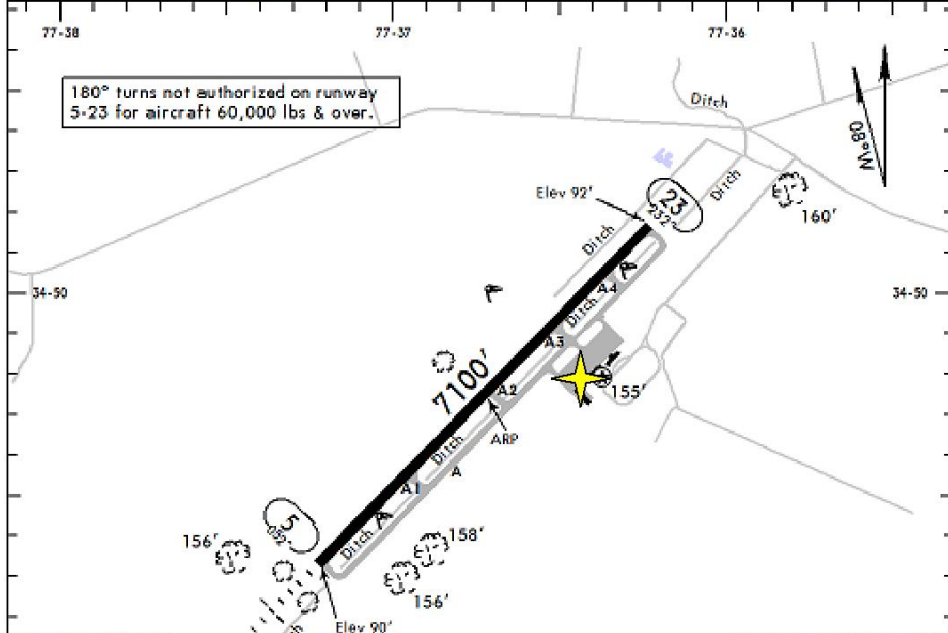 77-38
77-37
77-36
180° turns not authorized on runway
5-23 for aircraft 60,000 lbs & over.
Ditch
08°W
Elev 92'
23
232°
Ditch
160'
Ditch
34-50
34-50
A4
Ditch
A3
7100'
A2
155'
ARP
Ditch
A
A1
5
052°
156'
Ditch
158'
156'
Elev 90'